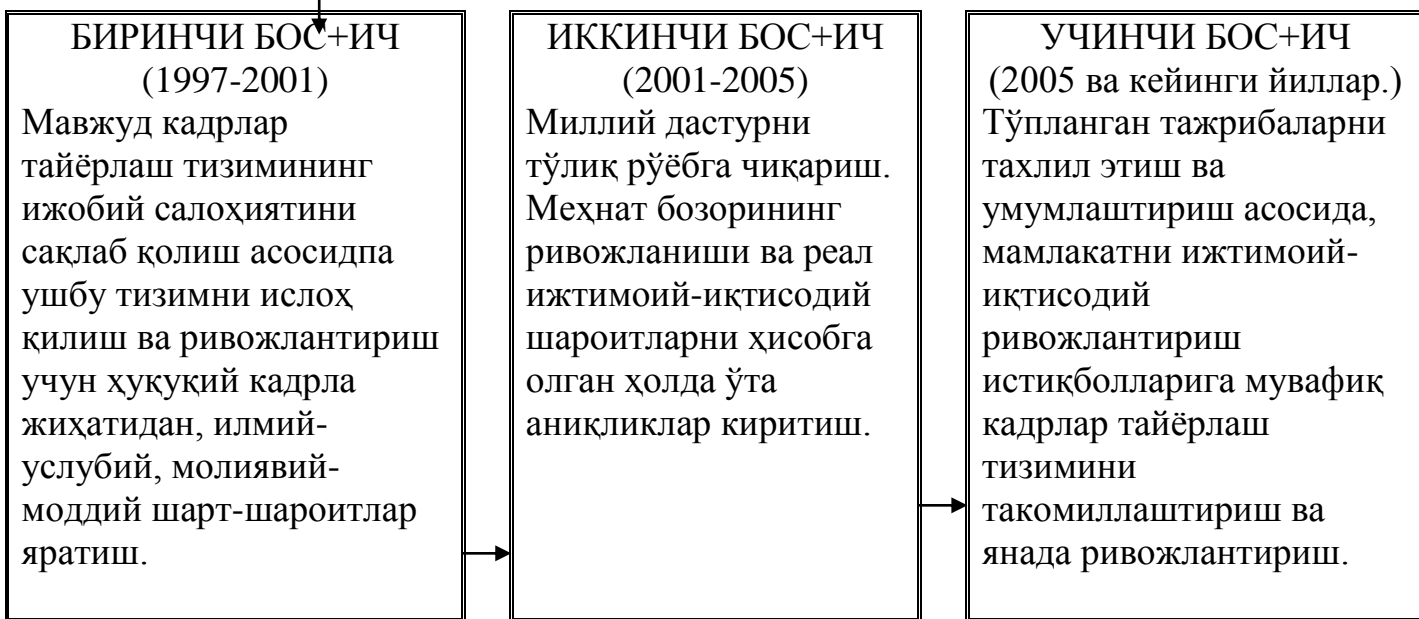 БИРИНЧИ БОС+ИЧ
(1997-2001)
Мавжуд кадрлар
тайёрлаш тизимининг
ижобий салоҳиятини
сақлаб қолиш асосидпа
ушбу тизимни ислоҳ
қилиш ва ривожлантириш
учун ҳуқуқий кадрла
жиҳатидан, илмий-
услубий, молиявий-
моддий шарт-шароитлар
яратиш.
ИККИНЧИ БОС+ИЧ
(2001-2005)
Миллий дастурни
тўлиқ рўёбга чиқариш.
Меҳнат бозорининг
ривожланиши ва реал
ижтимоий-иқтисодий
шароитларни ҳисобга
олган ҳолда ўта
аниқликлар киритиш.
УЧИНЧИ БОС+ИЧ
(2005 ва кейинги йиллар.)
Тўпланган тажрибаларни
тахлил этиш ва
умумлаштириш асосида,
мамлакатни ижтимоий-
иқтисодий
ривожлантириш
истиқболларига мувафиқ
кадрлар тайёрлаш
тизимини
такомиллаштириш ва
янада ривожлантириш.